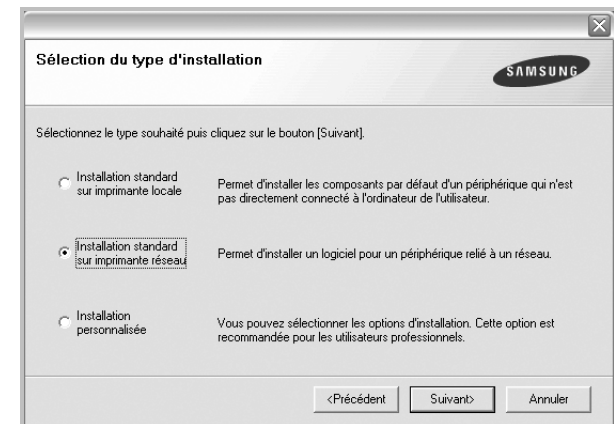 Sélection du type d'installation
SAMSUNG
Sélectionnez le type souhaité puis cliquez sur le bouton [Suivant].
Installation standard
sur imprimante locale
Permet d'installer les composants par défaut d'un périphérique qui n'est
pas directement connecté à l'ordinateur de l'utilisateur.
Installation standard
sur imprimante réseau
Permet d'installer un logiciel pour un périphérique relié à un réseau.
Installation
personnalisée
Vous pouvez sélectionner les options d'installation. Cette option est
recommandée pour les utilisateurs professionnels.
<Précédent
Suivant>
Annuler